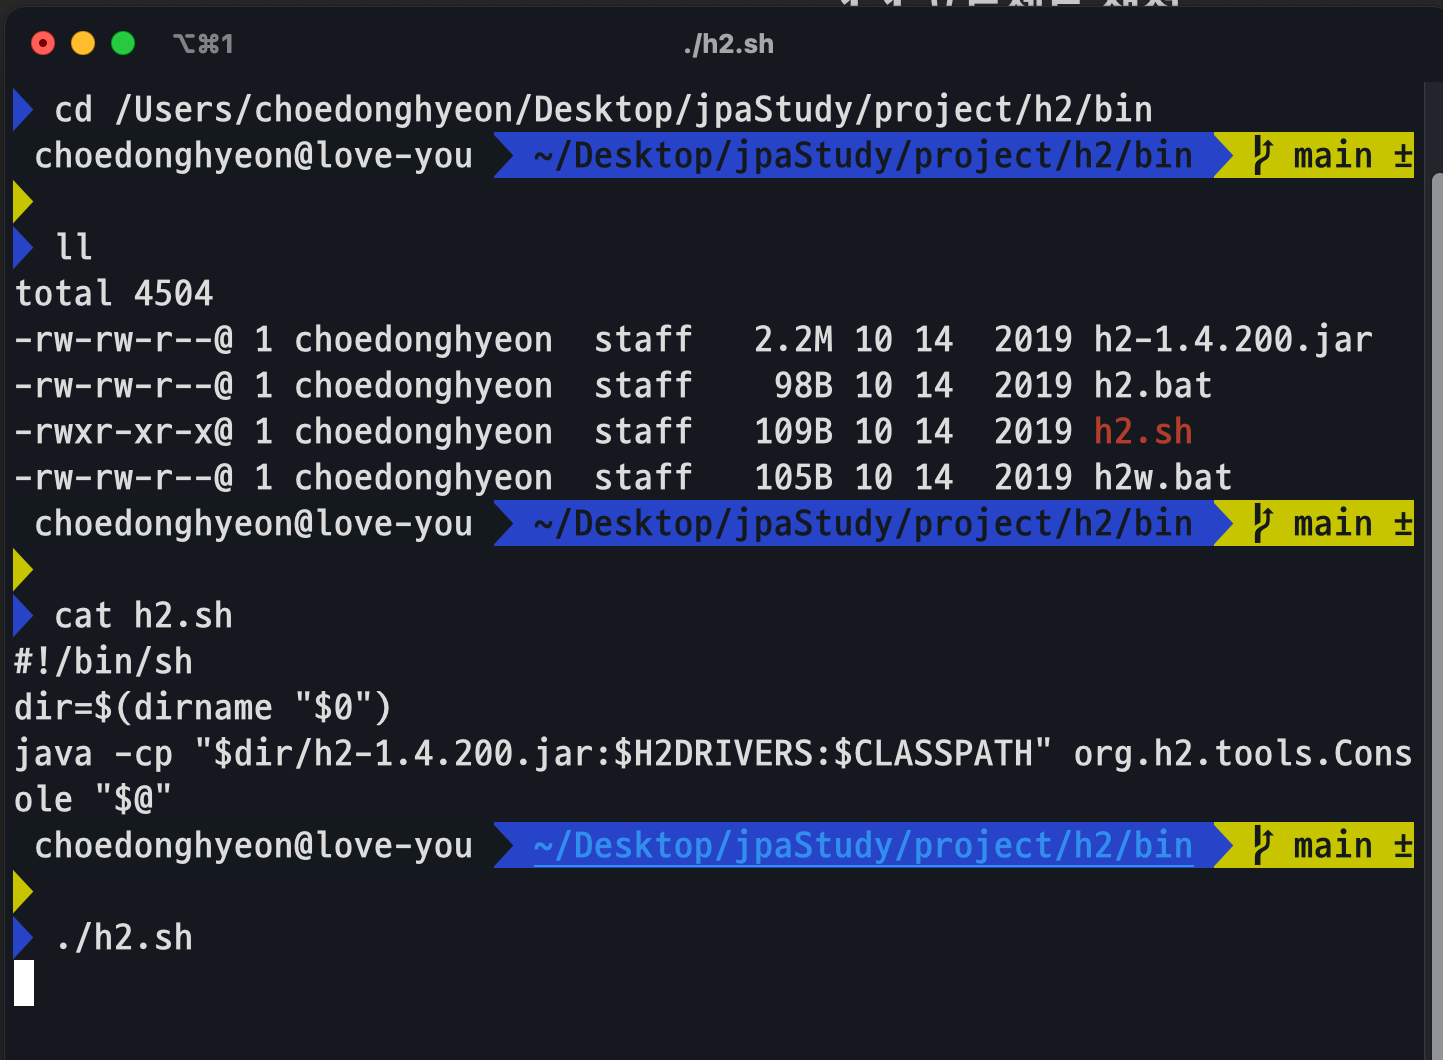 ⌥⌘1
./h2.sh
cd /Users/choedonghyeon/Desktop/jpaStudy/project/h2/bin
choedonghyeon@love-you ~/Desktop/jpaStudy/project/h2/bin main ±
ll
total 4504
-rw-rw-r--@ 1 choedonghyeon  staff   2.2M 10 14  2019 h2-1.4.200.jar
-rw-rw-r--@ 1 choedonghyeon  staff    98B 10 14  2019 h2.bat
-rwxr-xr-x@ 1 choedonghyeon  staff   109B 10 14  2019 h2.sh
-rw-rw-r--@ 1 choedonghyeon  staff   105B 10 14  2019 h2w.bat
choedonghyeon@love-you ~/Desktop/jpaStudy/project/h2/bin main ±
cat h2.sh
#!/bin/sh
dir=$(dirname "$0")
java -cp "$dir/h2-1.4.200.jar:$H2DRIVERS:$CLASSPATH" org.h2.tools.Cons
ole "$@"
choedonghyeon@love-you ~/Desktop/jpaStudy/project/h2/bin main ±
./h2.sh